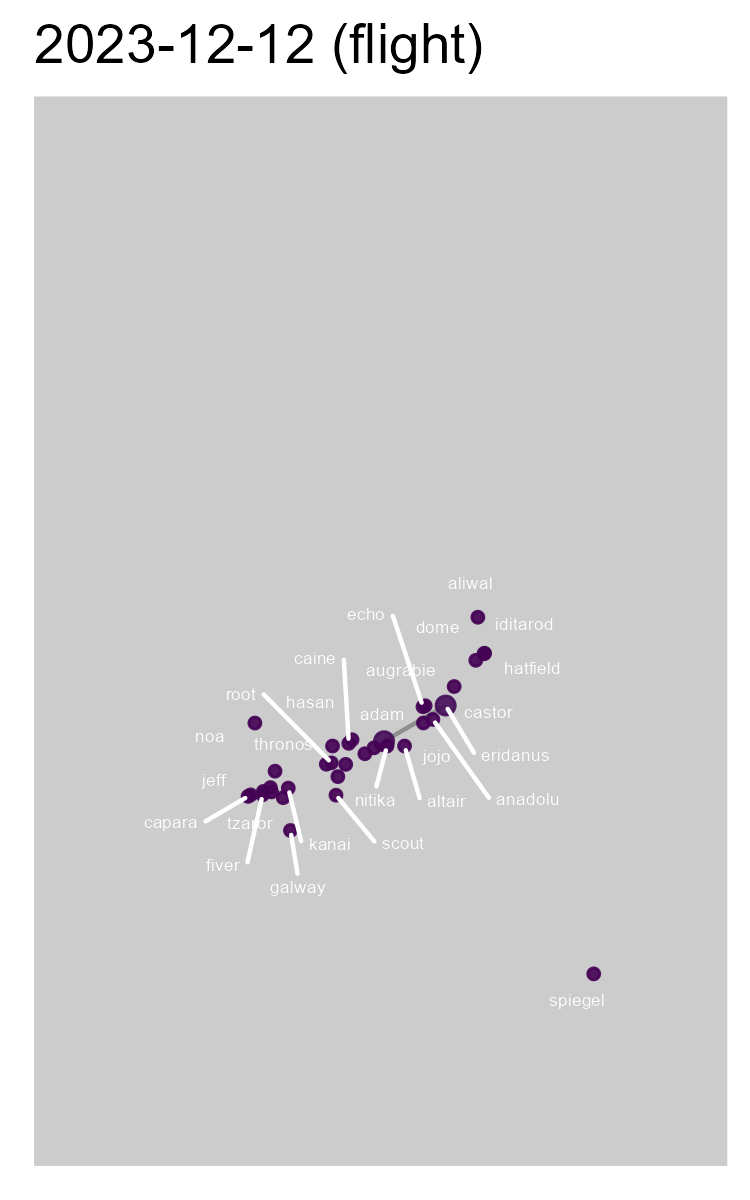 2023-12-12 (flight)
aliwal
echo
dome
iditarod
caine
augrabie
hatfield
root
hasan
adam
castor
noa
thronos
jojo
eridanus
jeff
nitika
altair
anadolu
capara
tzaror
kanai
scout
fiver
galway
spiegel